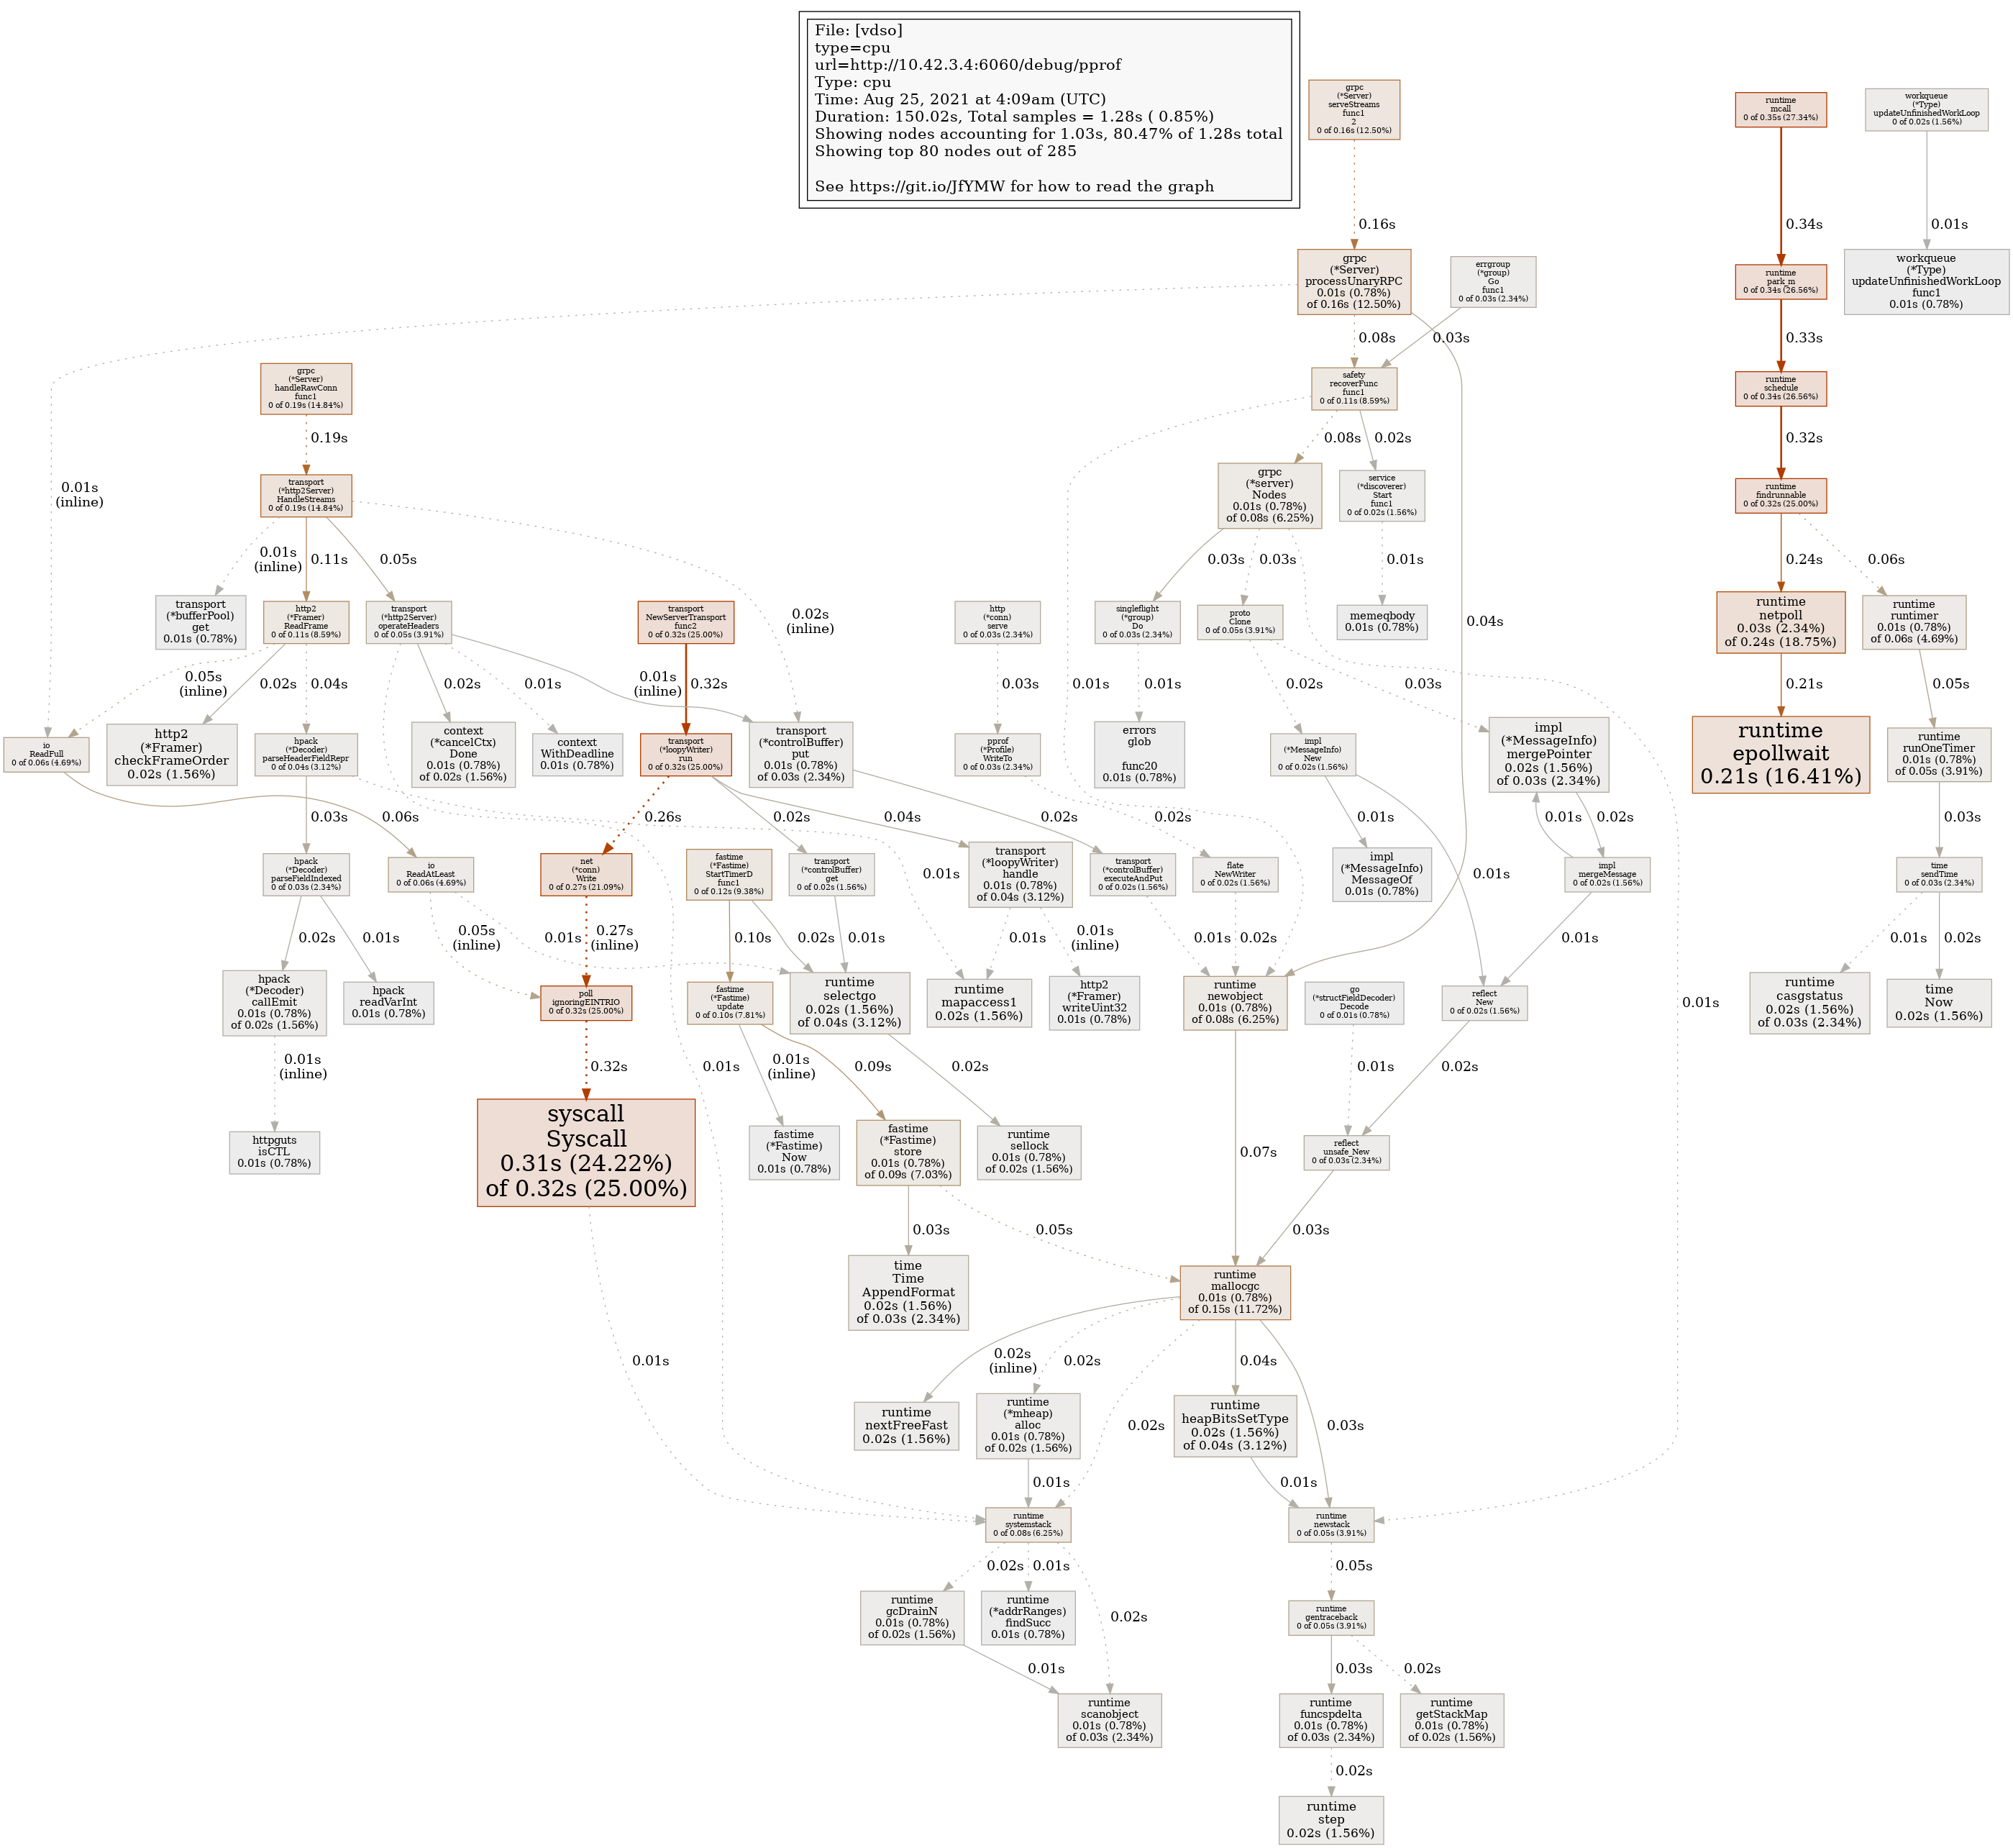 File: [vdso]
type=cpu
url=http://10.42.3.4:6060/debug/pprof
Type: cpu
Time: Aug 25, 2021 at 4:09am (UTC)
Duration: 150.02s, Total samples = 1.28s ( 0.85%)
Showing nodes accounting for 1.03s, 80.47% of 1.28s total
Showing top 80 nodes out of 285
See https://git.io/JfYMW for how to read the graph
grpc
(*Server)
serveStreams
func1
2
0 of 0.16s (12.50%)
runtime
mcall
0 of 0.35s (27.34%)
workqueue
(*Type)
updateUnfinishedWorkLoop
0 of 0.02s (1.56%)
0.16s
0.34s
0.01s
grpc
(*Server)
processUnaryRPC
0.01s (0.78%)
of 0.16s (12.50%)
errgroup
(*group)
Go
func1
0 of 0.03s (2.34%)
runtime
park_m
0 of 0.34s (26.56%)
workqueue
(*Type)
updateUnfinishedWorkLoop
func1
0.01s (0.78%)
0.08s
0.03s
0.33s
grpc
(*Server)
handleRawConn
func1
0 of 0.19s (14.84%)
safety
recoverFunc
func1
0 of 0.11s (8.59%)
runtime
schedule
0 of 0.34s (26.56%)
0.19s
0.08s
0.02s
0.32s
0.01s
(inline)
transport
(*http2Server)
HandleStreams
0 of 0.19s (14.84%)
grpc
(*server)
Nodes
0.01s (0.78%)
of 0.08s (6.25%)
service
(*discoverer)
Start
func1
0 of 0.02s (1.56%)
runtime
findrunnable
0 of 0.32s (25.00%)
0.01s
(inline)
0.11s
0.05s
0.03s
0.03s
0.01s
0.24s
0.06s
transport
(*bufferPool)
get
0.01s (0.78%)
http2
(*Framer)
ReadFrame
0 of 0.11s (8.59%)
transport
(*http2Server)
operateHeaders
0 of 0.05s (3.91%)
transport
NewServerTransport
func2
0 of 0.32s (25.00%)
0.02s
(inline)
http
(*conn)
serve
0 of 0.03s (2.34%)
singleflight
(*group)
Do
0 of 0.03s (2.34%)
proto
Clone
0 of 0.05s (3.91%)
memeqbody
0.01s (0.78%)
0.04s
runtime
netpoll
0.03s (2.34%)
of 0.24s (18.75%)
runtime
runtimer
0.01s (0.78%)
of 0.06s (4.69%)
0.05s
(inline)
0.02s
0.04s
0.02s
0.01s
0.01s
(inline)
0.32s
0.03s
0.01s
0.01s
0.02s
0.03s
0.21s
0.05s
io
ReadFull
0 of 0.06s (4.69%)
http2
(*Framer)
checkFrameOrder
0.02s (1.56%)
hpack
(*Decoder)
parseHeaderFieldRepr
0 of 0.04s (3.12%)
context
(*cancelCtx)
Done
0.01s (0.78%)
of 0.02s (1.56%)
context
WithDeadline
0.01s (0.78%)
transport
(*loopyWriter)
run
0 of 0.32s (25.00%)
transport
(*controlBuffer)
put
0.01s (0.78%)
of 0.03s (2.34%)
pprof
(*Profile)
WriteTo
0 of 0.03s (2.34%)
errors
glob

func20
0.01s (0.78%)
impl
(*MessageInfo)
New
0 of 0.02s (1.56%)
impl
(*MessageInfo)
mergePointer
0.02s (1.56%)
of 0.03s (2.34%)
runtime
epollwait
0.21s (16.41%)
runtime
runOneTimer
0.01s (0.78%)
of 0.05s (3.91%)
0.03s
0.06s
0.26s
0.02s
0.04s
0.02s
0.02s
0.01s
0.01s
0.02s
0.03s
hpack
(*Decoder)
parseFieldIndexed
0 of 0.03s (2.34%)
io
ReadAtLeast
0 of 0.06s (4.69%)
net
(*conn)
Write
0 of 0.27s (21.09%)
fastime
(*Fastime)
StartTimerD
func1
0 of 0.12s (9.38%)
transport
(*controlBuffer)
get
0 of 0.02s (1.56%)
0.01s
transport
(*loopyWriter)
handle
0.01s (0.78%)
of 0.04s (3.12%)
transport
(*controlBuffer)
executeAndPut
0 of 0.02s (1.56%)
flate
NewWriter
0 of 0.02s (1.56%)
impl
(*MessageInfo)
MessageOf
0.01s (0.78%)
0.01s
impl
mergeMessage
0 of 0.02s (1.56%)
time
sendTime
0 of 0.03s (2.34%)
0.02s
0.01s
0.05s
(inline)
0.01s
0.27s
(inline)
0.10s
0.02s
0.01s
0.01s
0.01s
(inline)
0.01s
0.02s
0.01s
0.01s
0.02s
hpack
(*Decoder)
callEmit
0.01s (0.78%)
of 0.02s (1.56%)
hpack
readVarInt
0.01s (0.78%)
poll
ignoringEINTRIO
0 of 0.32s (25.00%)
fastime
(*Fastime)
update
0 of 0.10s (7.81%)
runtime
selectgo
0.02s (1.56%)
of 0.04s (3.12%)
runtime
mapaccess1
0.02s (1.56%)
http2
(*Framer)
writeUint32
0.01s (0.78%)
runtime
newobject
0.01s (0.78%)
of 0.08s (6.25%)
go
(*structFieldDecoder)
Decode
0 of 0.01s (0.78%)
reflect
New
0 of 0.02s (1.56%)
0.01s
runtime
casgstatus
0.02s (1.56%)
of 0.03s (2.34%)
time
Now
0.02s (1.56%)
0.01s
(inline)
0.32s
0.01s
0.01s
(inline)
0.09s
0.02s
0.01s
0.02s
httpguts
isCTL
0.01s (0.78%)
syscall
Syscall
0.31s (24.22%)
of 0.32s (25.00%)
fastime
(*Fastime)
Now
0.01s (0.78%)
fastime
(*Fastime)
store
0.01s (0.78%)
of 0.09s (7.03%)
runtime
sellock
0.01s (0.78%)
of 0.02s (1.56%)
0.07s
reflect
unsafe_New
0 of 0.03s (2.34%)
0.03s
0.05s
0.03s
time
Time
AppendFormat
0.02s (1.56%)
of 0.03s (2.34%)
runtime
mallocgc
0.01s (0.78%)
of 0.15s (11.72%)
0.01s
0.02s
(inline)
0.02s
0.02s
0.04s
0.03s
runtime
nextFreeFast
0.02s (1.56%)
runtime
(*mheap)
alloc
0.01s (0.78%)
of 0.02s (1.56%)
runtime
heapBitsSetType
0.02s (1.56%)
of 0.04s (3.12%)
0.01s
0.01s
runtime
systemstack
0 of 0.08s (6.25%)
runtime
newstack
0 of 0.05s (3.91%)
0.02s
0.01s
0.02s
0.05s
runtime
gcDrainN
0.01s (0.78%)
of 0.02s (1.56%)
runtime
(*addrRanges)
findSucc
0.01s (0.78%)
runtime
gentraceback
0 of 0.05s (3.91%)
0.01s
0.03s
0.02s
runtime
scanobject
0.01s (0.78%)
of 0.03s (2.34%)
runtime
funcspdelta
0.01s (0.78%)
of 0.03s (2.34%)
runtime
getStackMap
0.01s (0.78%)
of 0.02s (1.56%)
0.02s
runtime
step
0.02s (1.56%)